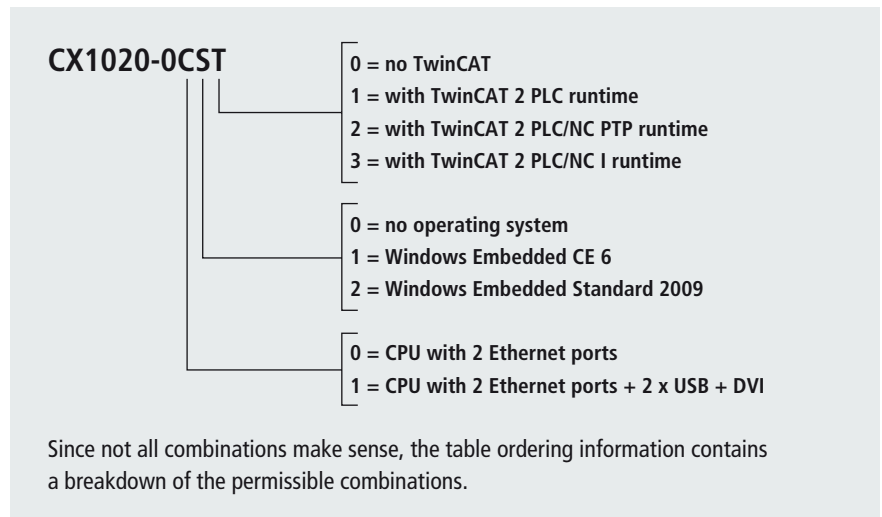 CX1020-0CST
0 = no TwinCAT
1 = with TwinCAT 2 PLC runtime
2 = with TwinCAT 2 PLC/NC PTP runtime
3 = with TwinCAT 2 PLC/NC I runtime
0 = no operating system
1 = Windows Embedded CE 6
2 = Windows Embedded Standard 2009
0 = CPU with 2 Ethernet ports
1 = CPU with 2 Ethernet ports + 2 x USB + DVI
Since not all combinations make sense, the table ordering information contains
a breakdown of the permissible combinations.